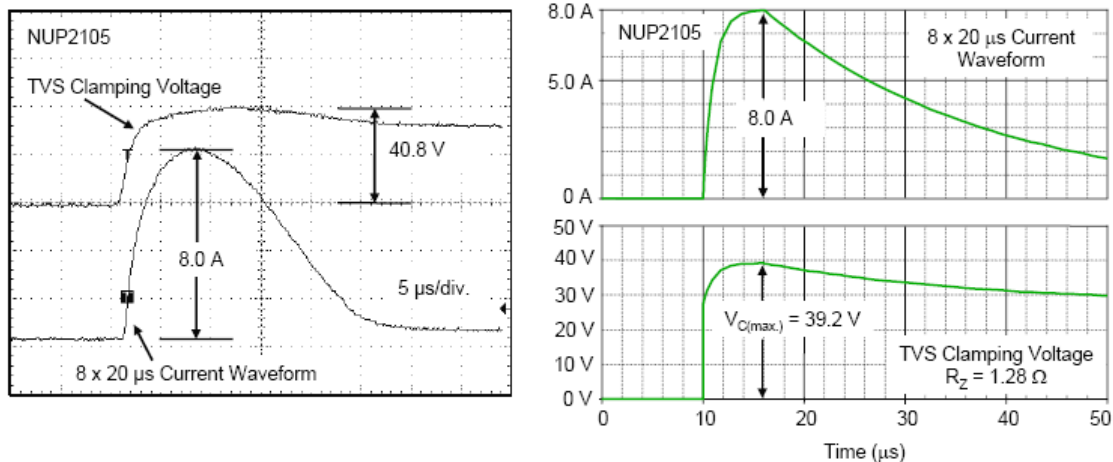 NUP2105
TVS Clamping Voltage
40.8 V
8.0 A
5 µs/div.
8 x 20 µs Current Waveform
T
8.0 A
5.0 A
0 A
NUP2105
8 x 20 µs Current
Waveform
8.0 A
50 V
40 V
30 V
20 V
10 V
0 V
V_C(max.) = 39.2 V
TVS Clamping Voltage
R_Z = 1.28 Ω
0
10
20
30
40
50
Time (µs)